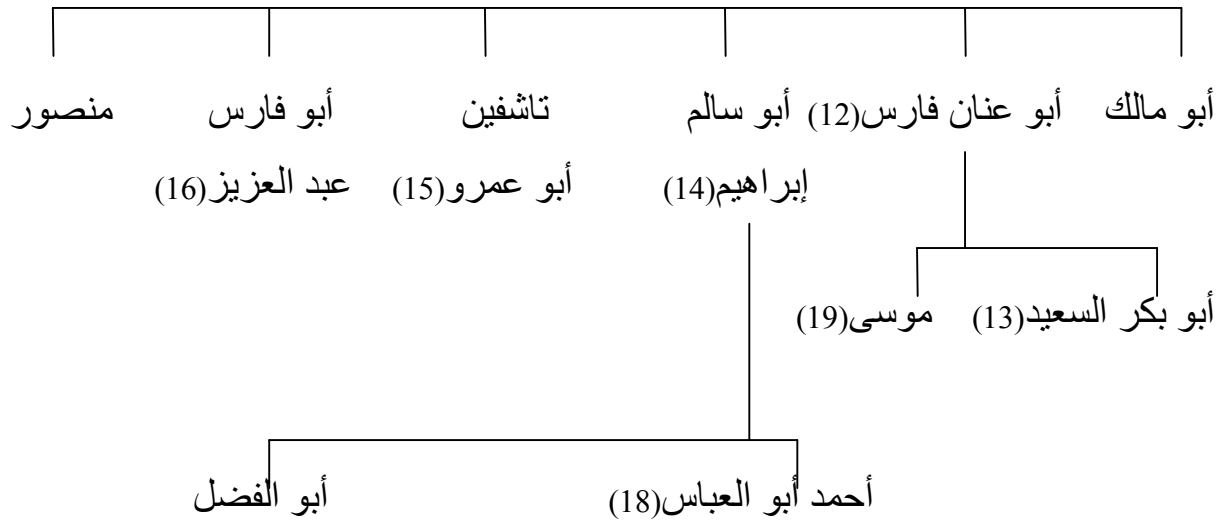 أبو مالك أبو عنان فارس(12) أبو سالم تاشفين أبو فارس منصور
إبراهيم(14) أبو عمرو(15) عبد العزيز(16)
أبو بكر السعيد(13) موسى(19)
أحمد أبو العباس(18) أبو الفضل